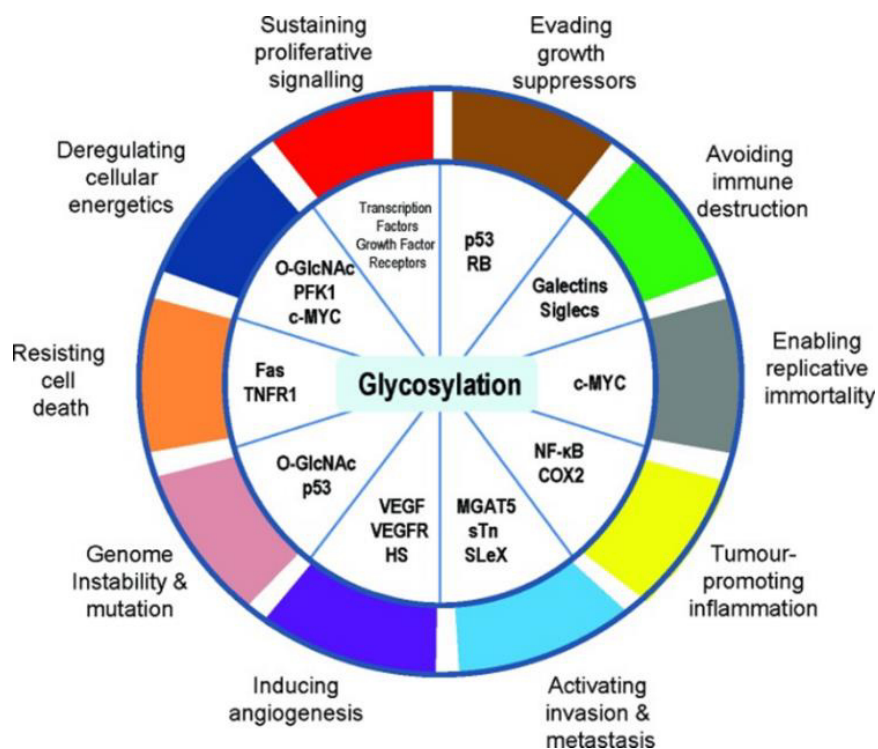 Sustaining
proliferative
signalling
Evading
growth
suppressors
Deregulating
cellular
energetics
Avoiding
immune
destruction
Transcription
Factors
Growth Factor
Receptors
p53
RB
O-GlcNAc
PFK1
c-MYC
Galectins
Siglecs
Resisting
cell
death
Fas
TNFR1
Glycosylation
c-MYC
Enabling
replicative
immortality
O-GlcNAc
p53
NF-κB
COX2
VEGF
VEGFR
HS
MGAT5
sTn
SLeX
Genome
Instability &
mutation
Tumour-
promoting
inflammation
Inducing
angiogenesis
Activating
invasion &
metastasis